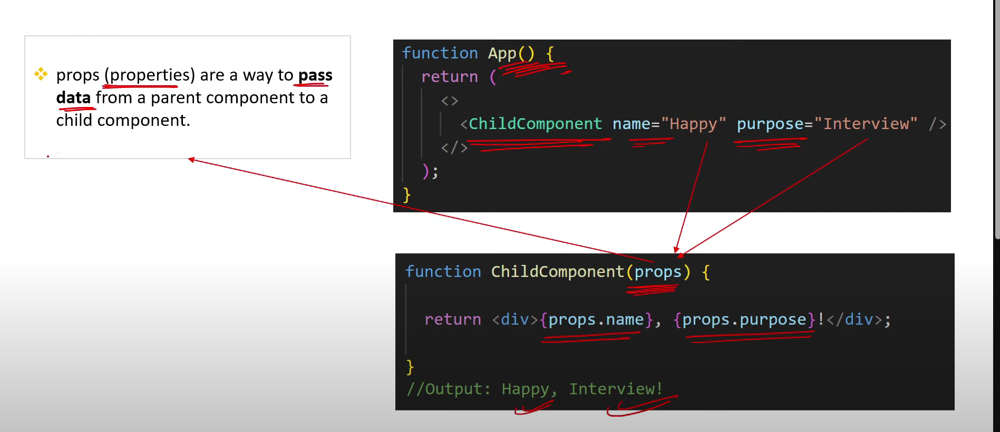 props (properties) are a way to pass
data from a parent component to a
child component.
function App() {
return (
<>
<ChildComponent name="Happy" purpose="Interview" />
</>
);
}
function ChildComponent(props) {
return <div>{props.name}, {props.purpose}!</div>;
}
//Output: Happy, Interview!